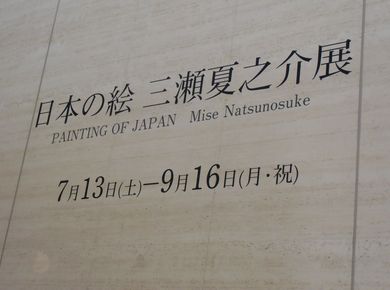 日本の絵 三瀬夏之介展
PAINTING OF JAPAN Mise Natsunosuke
7月13日(土)－9月16日(月・祝)